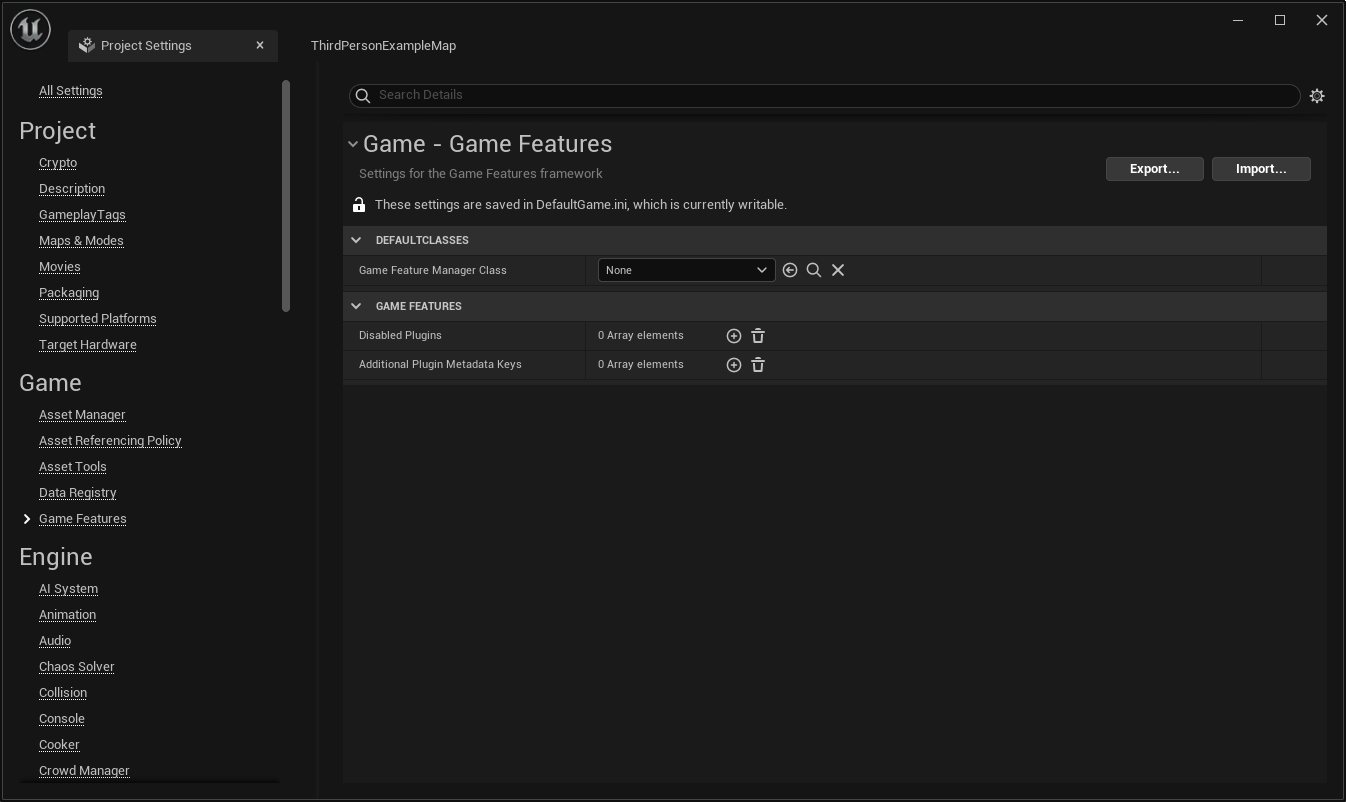 Project Settings
ThirdPersonExampleMap
All Settings
Project
Crypto
Description
GameplayTags
Maps & Modes
Movies
Packaging
Supported Platforms
Target Hardware
Game
Asset Manager
Asset Referencing Policy
Asset Tools
Data Registry
Game Features
Engine
AI System
Animation
Audio
Chaos Solver
Collision
Console
Cooker
Crowd Manager
Search Details
Game - Game Features
Settings for the Game Features framework
Export...
Import...
These settings are saved in DefaultGame.ini, which is currently writable.
DEFAULTCLASSES
Game Feature Manager Class
None
GAME FEATURES
Disabled Plugins
0 Array elements
Additional Plugin Metadata Keys
0 Array elements